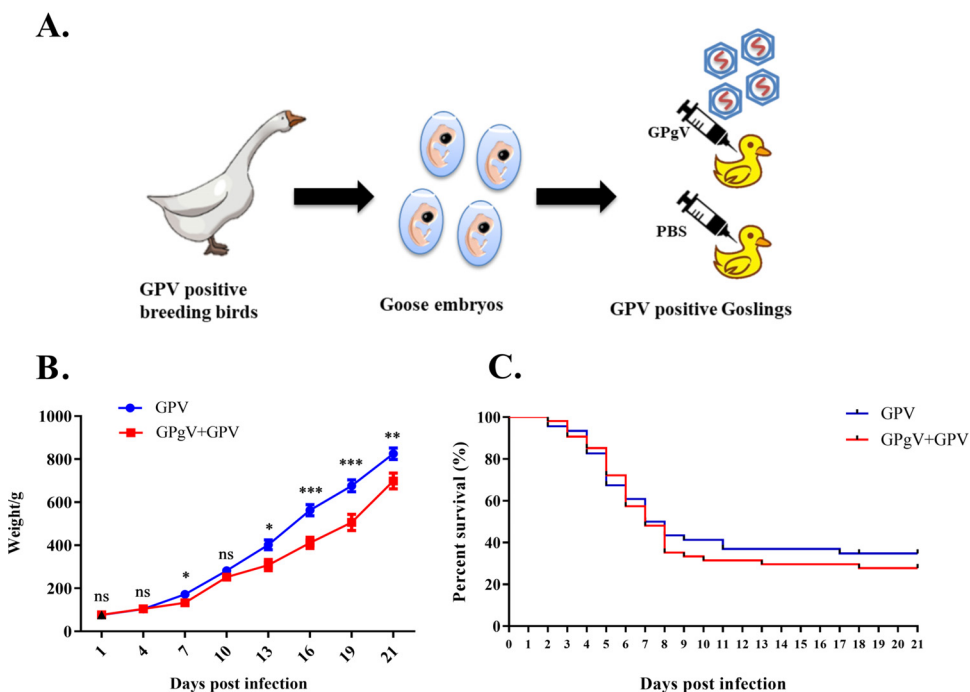 A.
GPgV
PBS
GPV positive
breeding birds
Goose embryos
GPV positive Goslings
B.
GPV
GPgV+GPV
Weight/g
1000
800
600
400
200
0
ns
ns
*
ns
*
***
***
**
1 4 7 10 13 16 19 21
Days post infection
C.
GPV
GPgV+GPV
Percent survival (%)
100
80
60
40
20
0
0 1 2 3 4 5 6 7 8 9 10 11 12 13 14 15 16 17 18 19 20 21
Days post infection